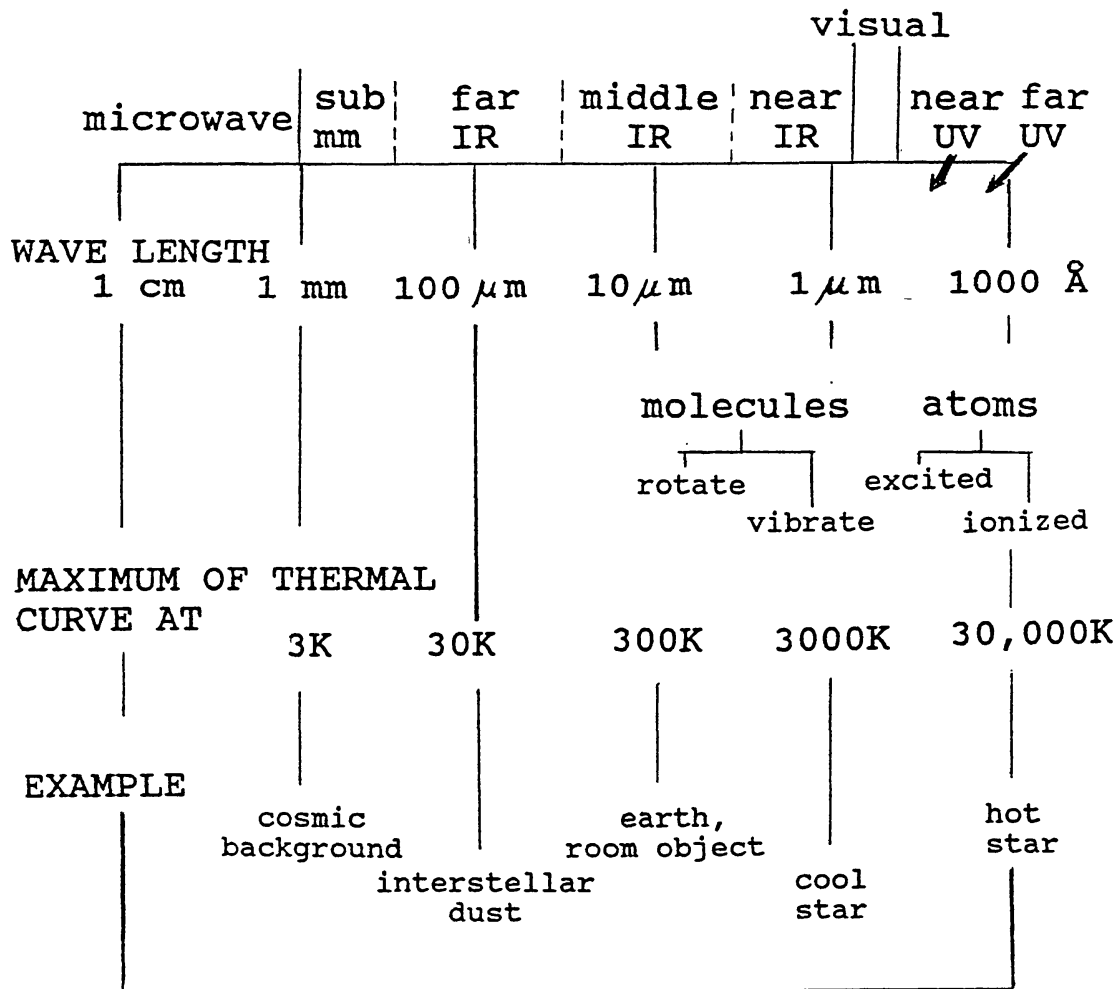 visual
microwave
sub
mm
far
IR
middle
IR
near
IR
near far
UV UV
WAVE LENGTH
1 cm 1 mm 100 μm 10 μm 1 μm 1000 Å
molecules atoms
rotate excited
vibrate ionized
MAXIMUM OF THERMAL
CURVE AT
3K 30K 300K 3000K 30,000K
EXAMPLE
cosmic
background
interstellar
dust
earth,
room object
cool
star
hot
star